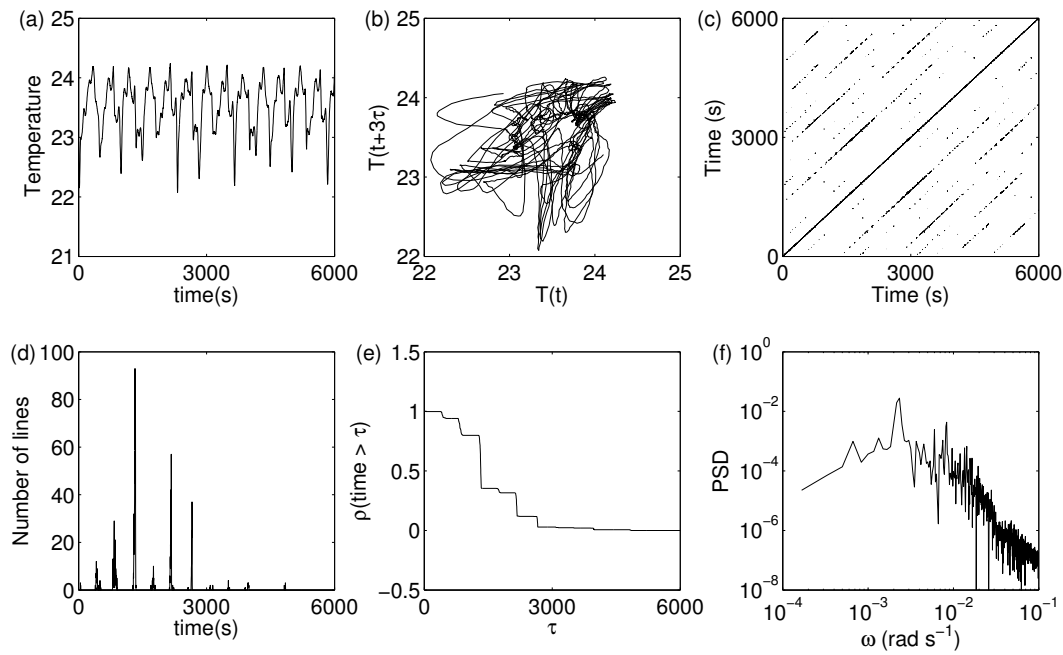 (a)
25
24
23
22
21
Temperature
0
3000
6000
time(s)
(b)
25
24
23
22
T(t+3τ)
22
23
24
25
T(t)
(c)
6000
3000
0
Time (s)
0
3000
6000
Time (s)
(d)
100
80
60
40
20
0
Number of lines
0
3000
6000
time(s)
(e)
1.5
1
0.5
0
−0.5
ρ(time > τ)
0
3000
6000
τ
(f)
10⁰
10⁻²
10⁻⁴
10⁻⁶
10⁻⁸
PSD
10⁻⁴
10⁻³
10⁻²
10⁻¹
ω (rad s⁻¹)